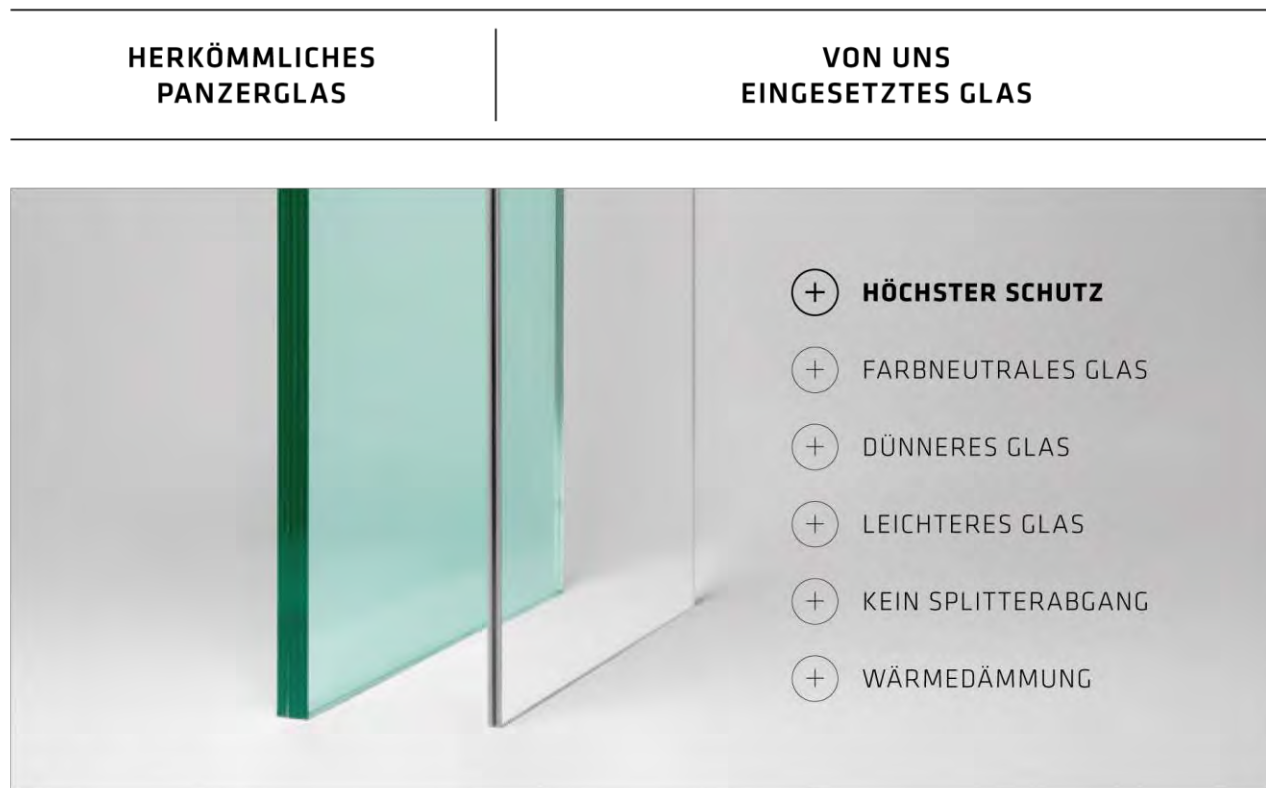 HERKÖMMLICHES
PANZERGLAS
VON UNS
EINGESETZTES GLAS
HÖCHSTER SCHUTZ
FARBNEUTRALES GLAS
DÜNNERES GLAS
LEICHTERES GLAS
KEIN SPLITTERABGANG
WÄRMEDÄMMUNG